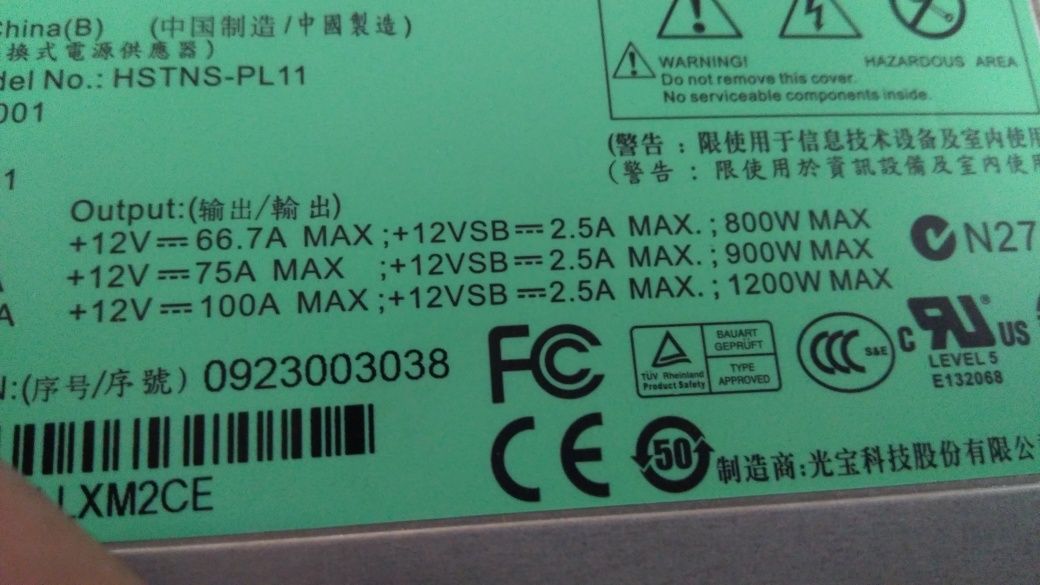 China(B) (中国制造/中國製造)
換式電源供應器)
del No.: HSTNS-PL11
001
1
WARNING! HAZARDOUS AREA
Do not remove this cover.
No serviceable components inside.
(警告：限使用于信息技术设备及室内使用
(警告：限使用於資訊設備及室內使用
Output:(输出/輸出)
+12V⎓66.7A MAX ;+12VSB⎓2.5A MAX. ; 800W MAX
+12V⎓75A MAX ;+12VSB⎓2.5A MAX. ; 900W MAX
A +12V⎓100A MAX ;+12VSB⎓2.5A MAX. ; 1200W MAX
N27
N:(序号/序號) 0923003038
FC
TÜV Rheinland
Product Safety
BAUART
GEPRÜFT
TYPE
APPROVED
CCC S&E
C RU® US
LEVEL 5
E132068
LXM2CE
CE
50
制造商:光宝科技股份有限公